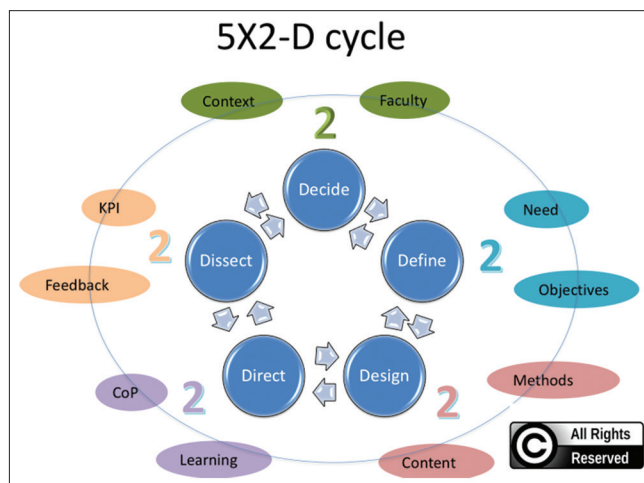 5X2-D cycle
Context
Faculty
2
Decide
KPI
Need
2
Dissect
Define
2
Feedback
Objectives
CoP
2
Direct
Design
2
Methods
Learning
Content
C
All Rights
Reserved